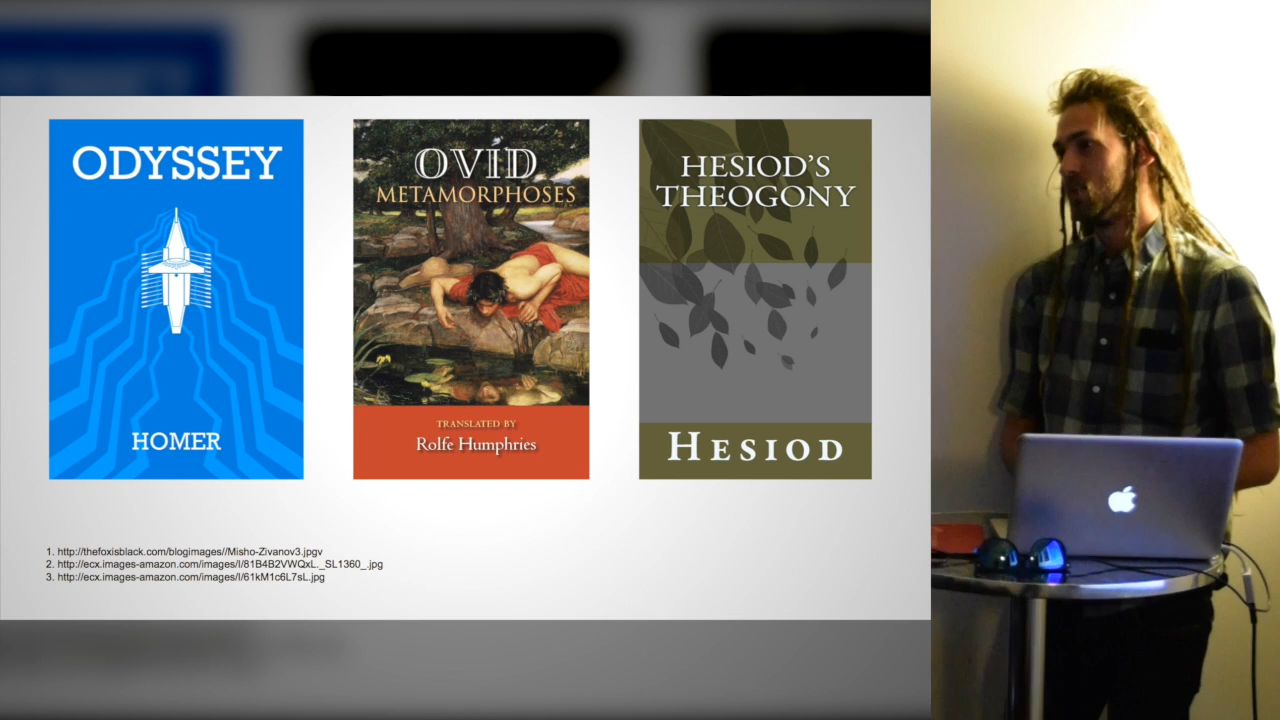 ODYSSEY
HOMER
OVID
METAMORPHOSES
TRANSLATED BY
Rolfe Humphries
HESIOD'S
THEOGONY
HESIOD
1. http://thefoxisblack.com/blogimages//Misho-Zivanov3.jpgv
2. http://ecx.images-amazon.com/images/I/81B4B2VWQxL._SL1360_.jpg
3. http://ecx.images-amazon.com/images/I/61kM1c6L7sL.jpg